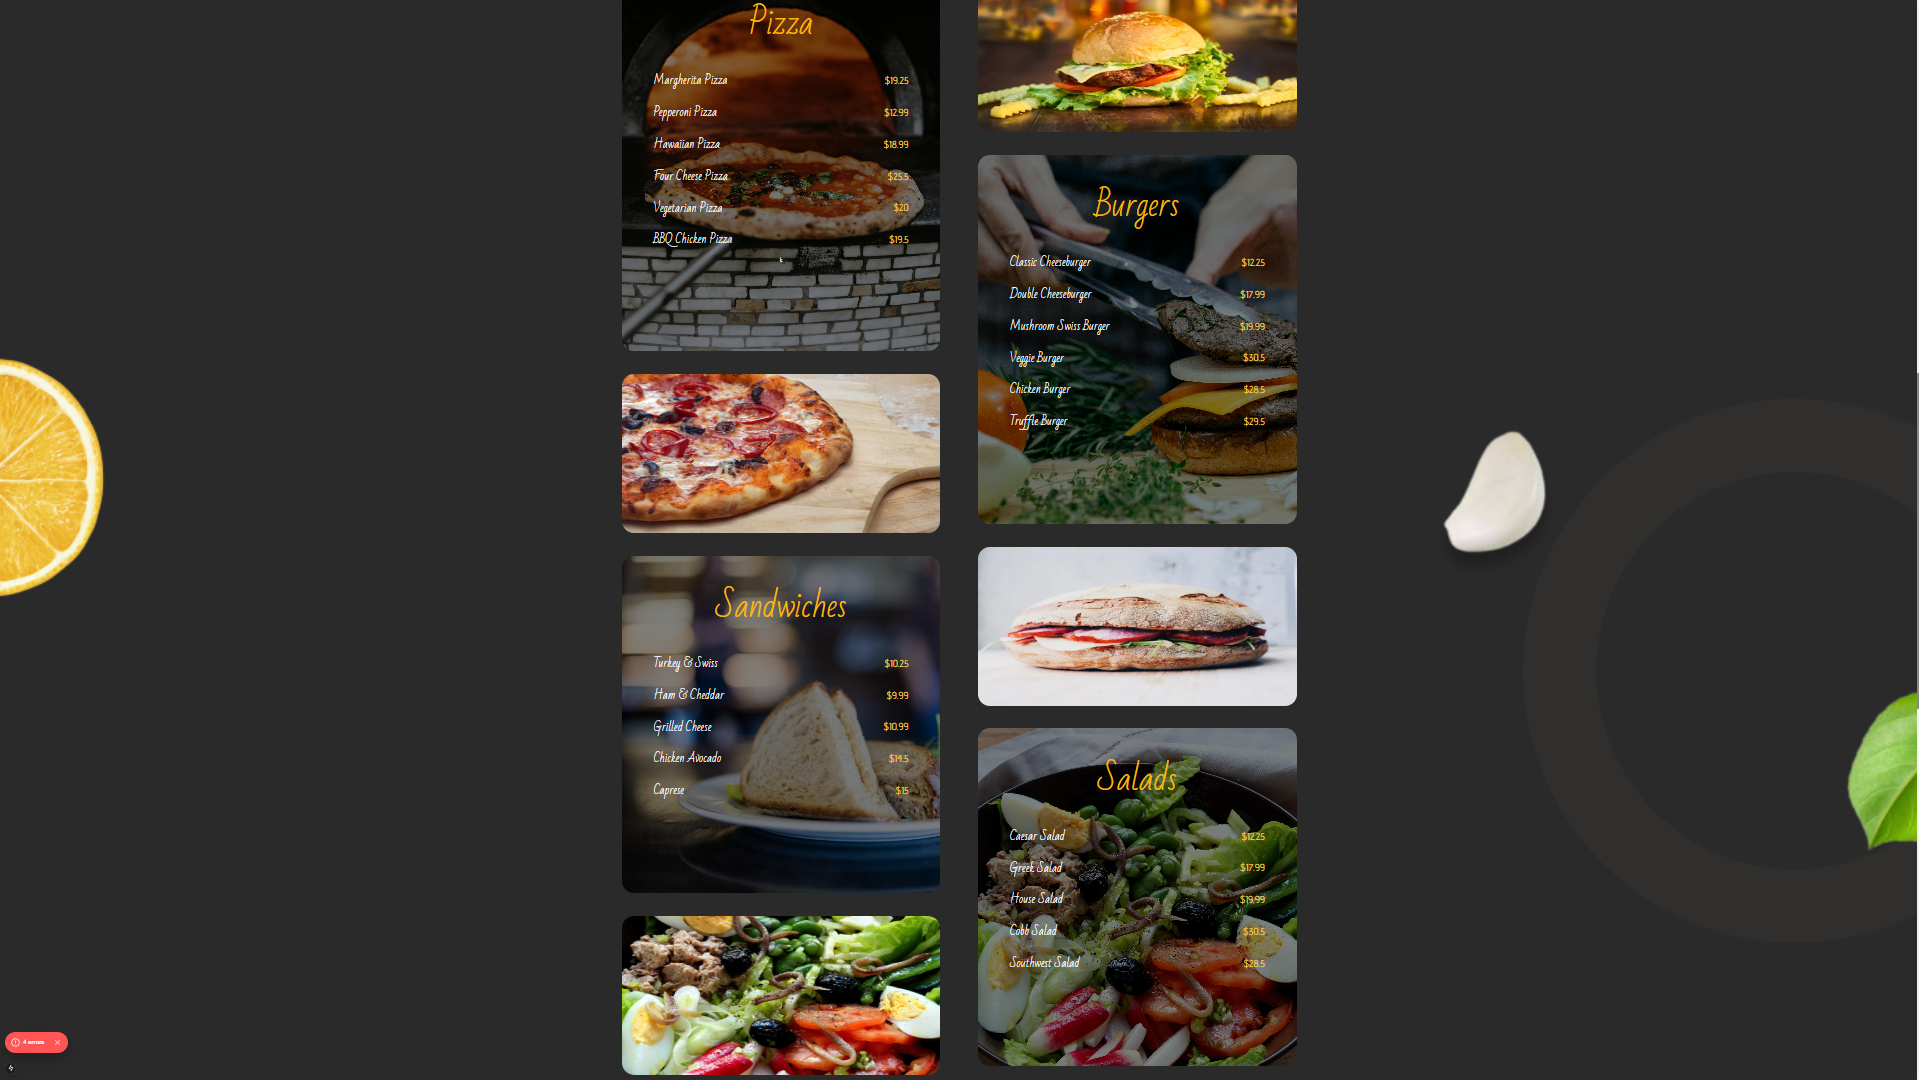 Pizza
Margherita Pizza $19.25
Pepperoni Pizza $12.99
Hawaiian Pizza $18.99
Four Cheese Pizza $25.5
Vegetarian Pizza $20
BBQ Chicken Pizza $19.5
Burgers
Classic Cheeseburger $12.25
Double Cheeseburger $17.99
Mushroom Swiss Burger $19.99
Veggie Burger $30.5
Chicken Burger $28.5
Truffle Burger $29.5
Sandwiches
Turkey & Swiss $10.25
Ham & Cheddar $9.99
Grilled Cheese $10.99
Chicken Avocado $14.5
Caprese $15
Salads
Caesar Salad $12.25
Greek Salad $17.99
House Salad $19.99
Cobb Salad $30.5
Southwest Salad $28.5
4 errors